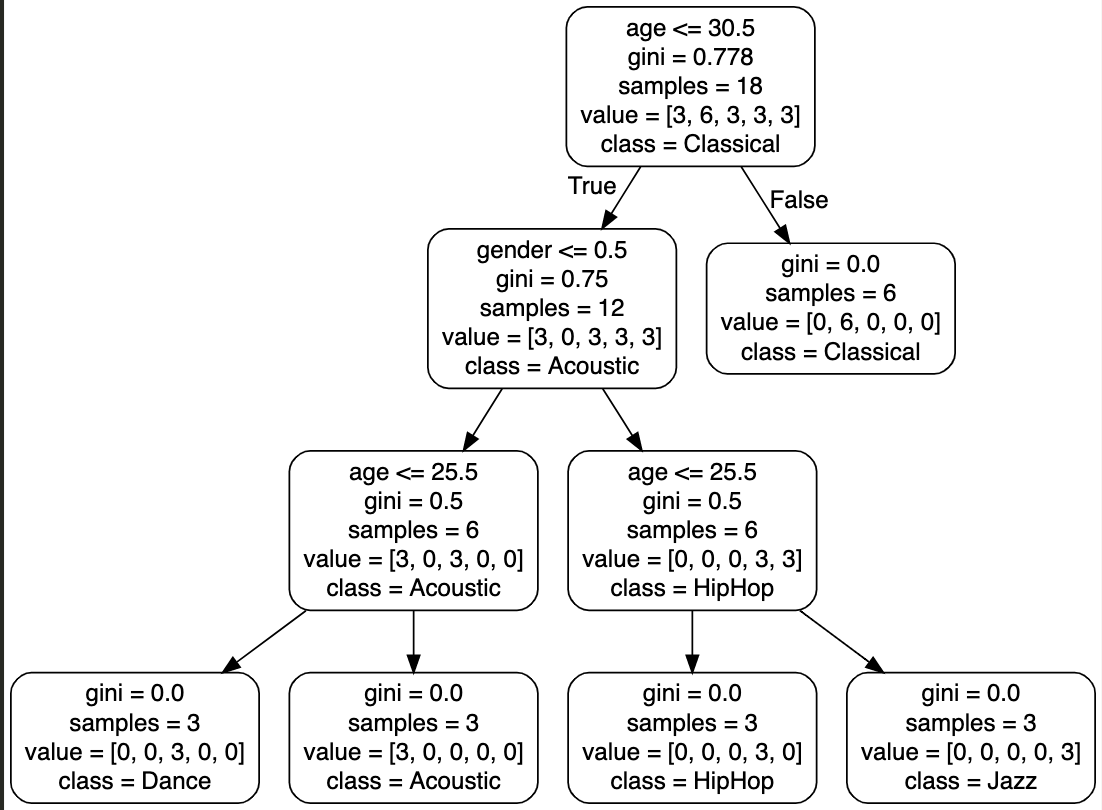 age <= 30.5
gini = 0.778
samples = 18
value = [3, 6, 3, 3, 3]
class = Classical
True
False
gender <= 0.5
gini = 0.75
samples = 12
value = [3, 0, 3, 3, 3]
class = Acoustic
gini = 0.0
samples = 6
value = [0, 6, 0, 0, 0]
class = Classical
age <= 25.5
gini = 0.5
samples = 6
value = [3, 0, 3, 0, 0]
class = Acoustic
age <= 25.5
gini = 0.5
samples = 6
value = [0, 0, 0, 3, 3]
class = HipHop
gini = 0.0
samples = 3
value = [0, 0, 3, 0, 0]
class = Dance
gini = 0.0
samples = 3
value = [3, 0, 0, 0, 0]
class = Acoustic
gini = 0.0
samples = 3
value = [0, 0, 0, 3, 0]
class = HipHop
gini = 0.0
samples = 3
value = [0, 0, 0, 0, 3]
class = Jazz